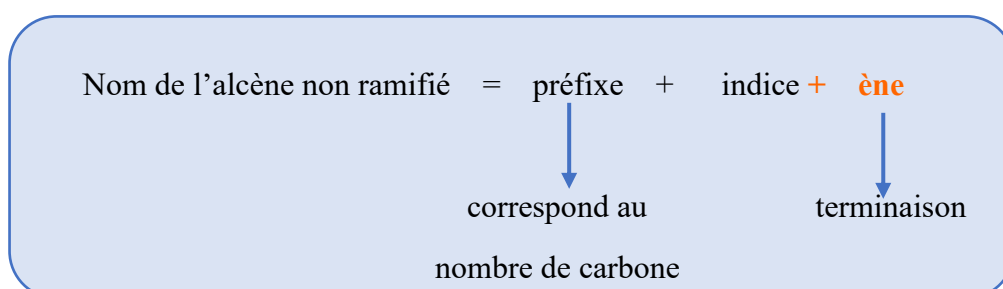 Nom de l’alcène non ramifié = préfixe + indice + ène
correspond au terminaison
nombre de carbone